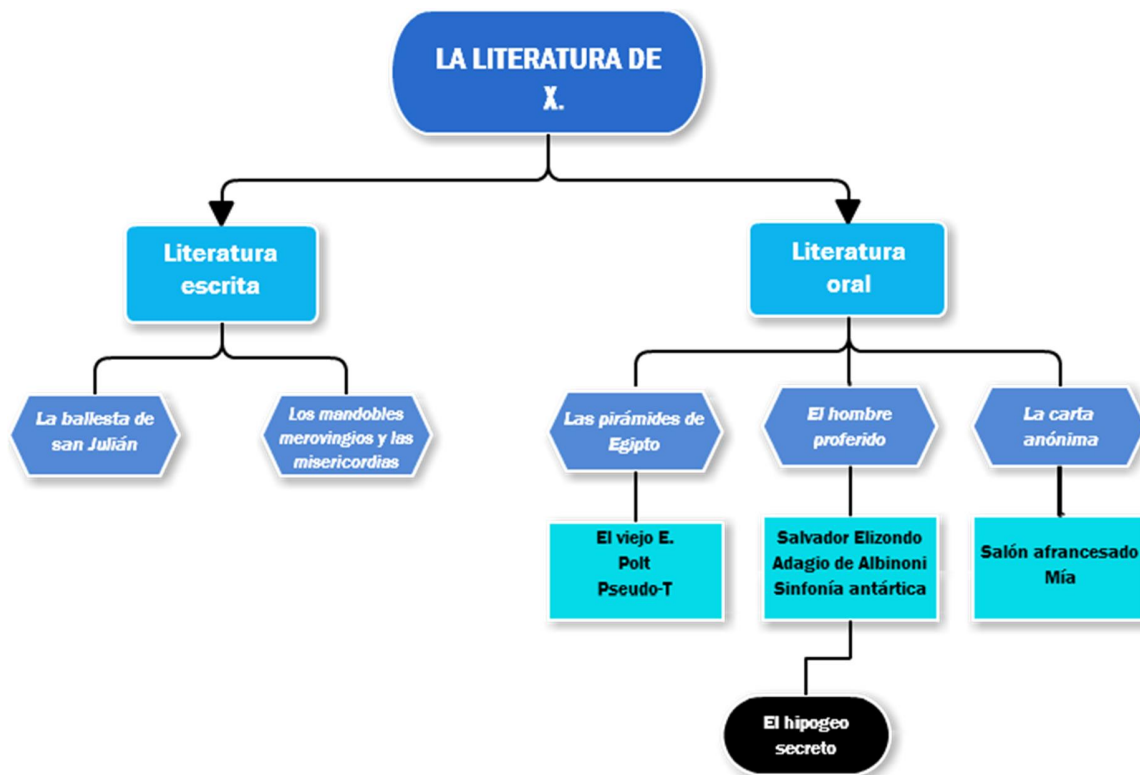 LA LITERATURA DE
X.
Literatura
escrita
Literatura
oral
La ballesta de
san Julián
Los mandobles
merovingios y las
misericordias
Las pirámides de
Egipto
El hombre
proferido
La carta
anónima
El viejo E.
Polt
Pseudo-T
Salvador Elizondo
Adagio de Albinoni
Sinfonía antártica
Salón afrancesado
Mía
El hipogeo
secreto